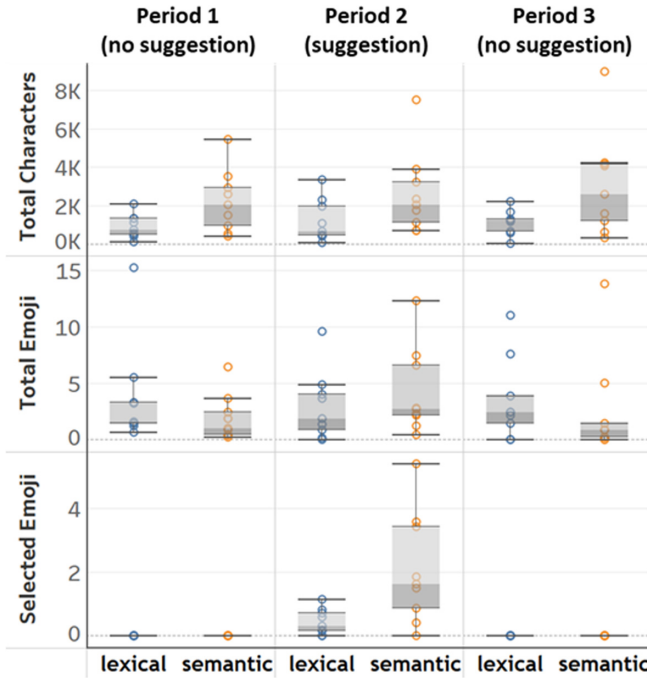 Period 1 Period 2 Period 3
(no suggestion) (suggestion) (no suggestion)
Total Characters
8K
6K
4K
2K
0K
Total Emoji
15
10
5
0
Selected Emoji
4
2
0
lexical semantic lexical semantic lexical semantic